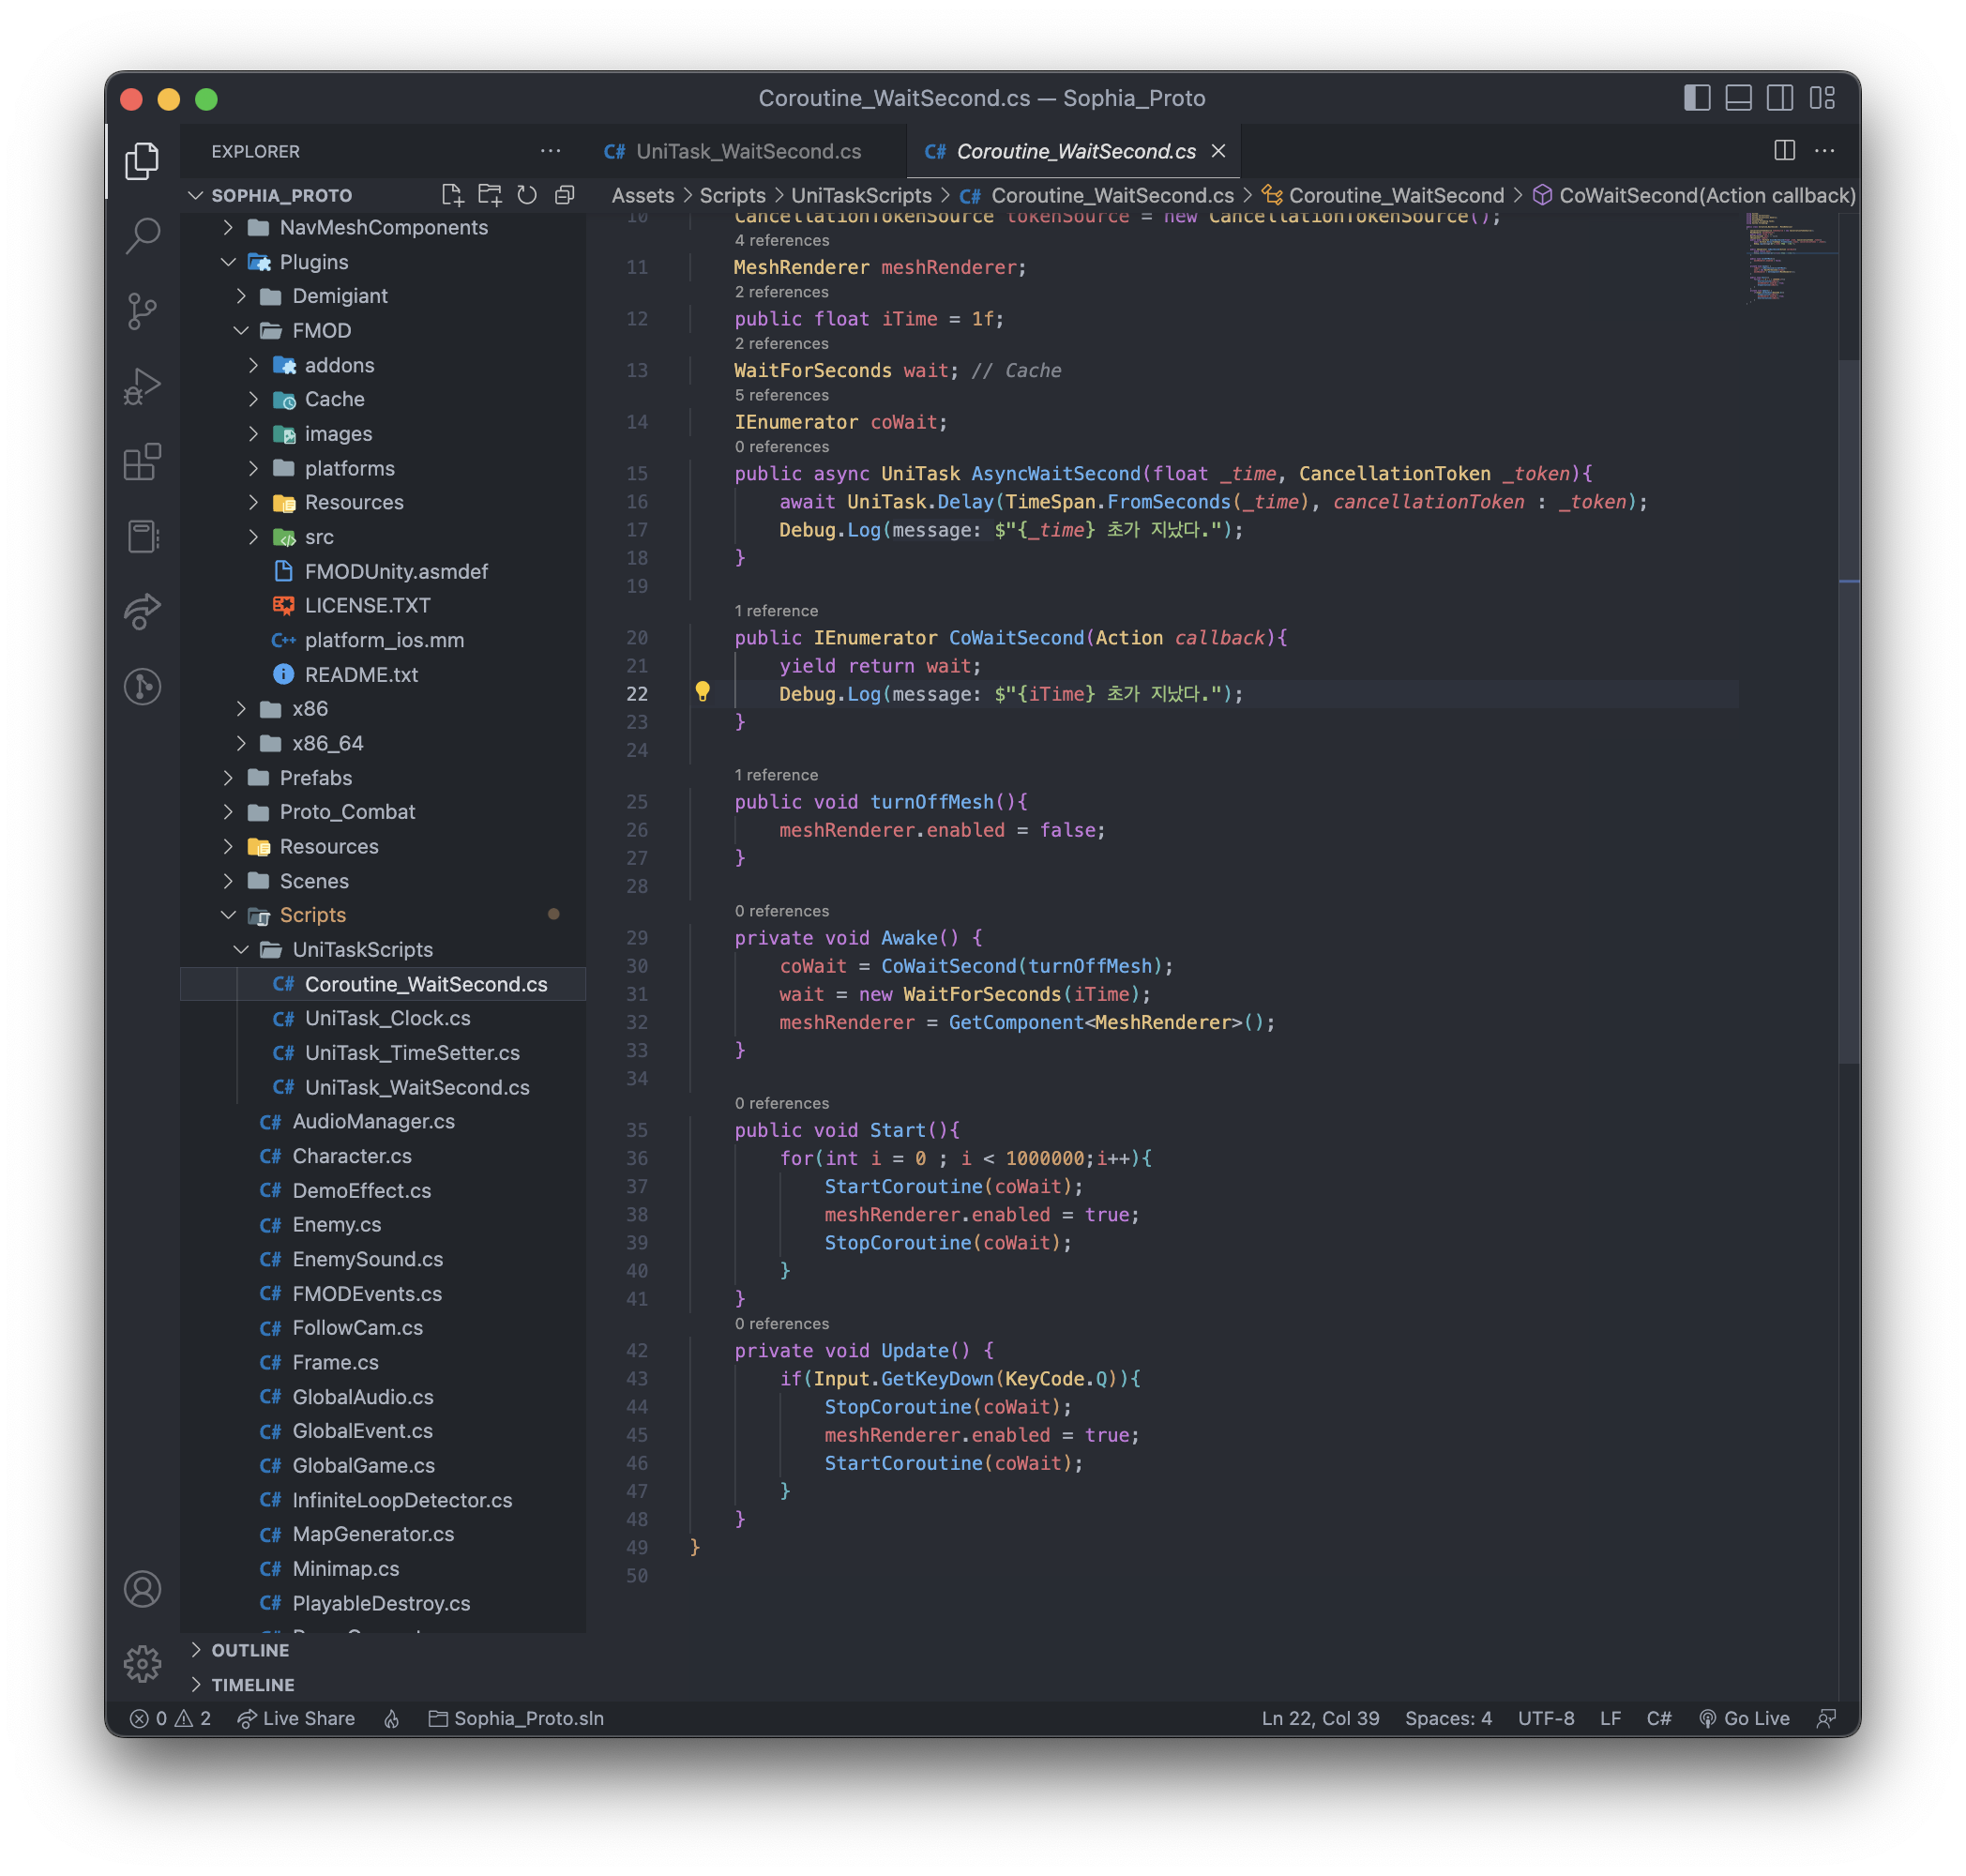 Coroutine_WaitSecond.cs — Sophia_Proto
EXPLORER
SOPHIA_PROTO
NavMeshComponents
Plugins
Demigiant
FMOD
addons
Cache
images
platforms
Resources
src
FMODUnity.asmdef
LICENSE.TXT
C++ platform_ios.mm
README.txt
x86
x86_64
Prefabs
Proto_Combat
Resources
Scenes
Scripts
UniTaskScripts
C# Coroutine_WaitSecond.cs
C# UniTask_Clock.cs
C# UniTask_TimeSetter.cs
C# UniTask_WaitSecond.cs
C# AudioManager.cs
C# Character.cs
C# DemoEffect.cs
C# Enemy.cs
C# EnemySound.cs
C# FMODEvents.cs
C# FollowCam.cs
C# Frame.cs
C# GlobalAudio.cs
C# GlobalEvent.cs
C# GlobalGame.cs
C# InfiniteLoopDetector.cs
C# MapGenerator.cs
C# Minimap.cs
C# PlayableDestroy.cs
OUTLINE
TIMELINE
C# UniTask_WaitSecond.cs C# Coroutine_WaitSecond.cs
Assets > Scripts > UniTaskScripts > C# Coroutine_WaitSecond.cs > Coroutine_WaitSecond > CoWaitSecond(Action callback)
10 CancellationTokenSource tokenSource = new CancellationTokenSource();
4 references
11 MeshRenderer meshRenderer;
2 references
12 public float iTime = 1f;
2 references
13 WaitForSeconds wait; // Cache
5 references
14 IEnumerator coWait;
0 references
15 public async UniTask AsyncWaitSecond(float _time, CancellationToken _token){
16 await UniTask.Delay(TimeSpan.FromSeconds(_time), cancellationToken : _token);
17 Debug.Log(message: $"{_time} 초가 지났다.");
18 }
19
1 reference
20 public IEnumerator CoWaitSecond(Action callback){
21 yield return wait;
22 Debug.Log(message: $"{iTime} 초가 지났다.");
23 }
24
1 reference
25 public void turnOffMesh(){
26 meshRenderer.enabled = false;
27 }
28
0 references
29 private void Awake() {
30 coWait = CoWaitSecond(turnOffMesh);
31 wait = new WaitForSeconds(iTime);
32 meshRenderer = GetComponent<MeshRenderer>();
33 }
34
0 references
35 public void Start(){
36 for(int i = 0 ; i < 1000000;i++){
37 StartCoroutine(coWait);
38 meshRenderer.enabled = true;
39 StopCoroutine(coWait);
40 }
41 }
0 references
42 private void Update() {
43 if(Input.GetKeyDown(KeyCode.Q)){
44 StopCoroutine(coWait);
45 meshRenderer.enabled = true;
46 StartCoroutine(coWait);
47 }
48 }
49 }
50
0 2 Live Share Sophia_Proto.sln Ln 22, Col 39 Spaces: 4 UTF-8 LF C# Go Live